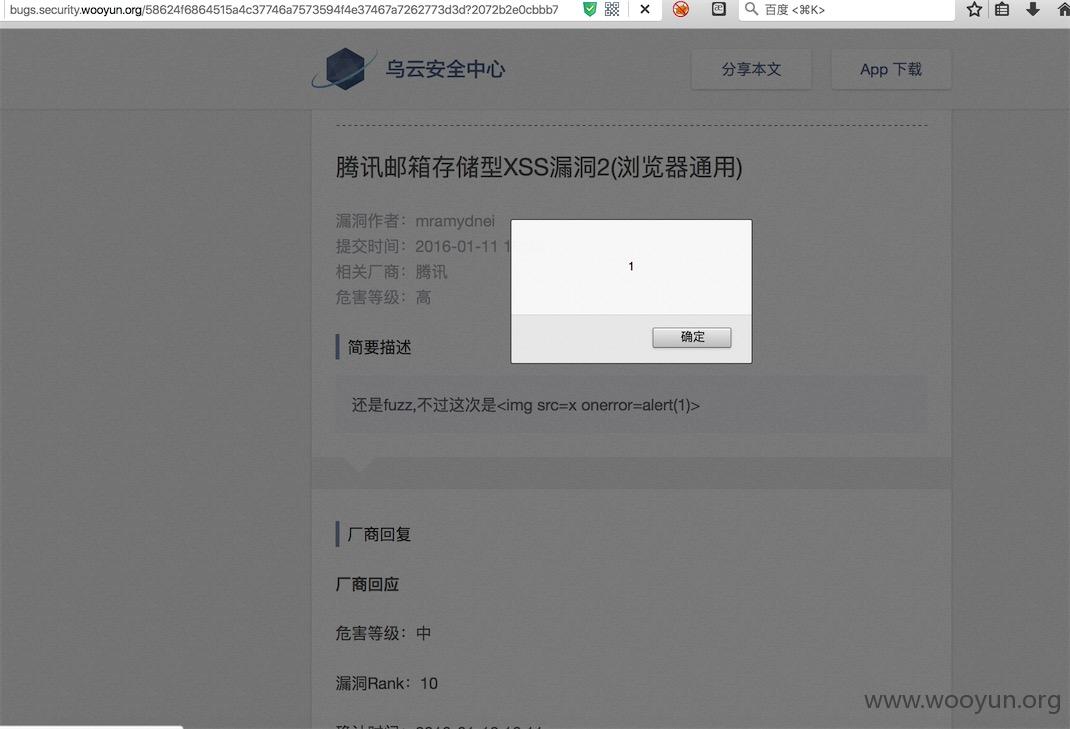 bugs.security.wooyun.org/58624f6864515a4c37746a7573594f4e37467a7262773d3d?2072b2e0cbbb7
百度 <⌘K>
乌云安全中心
分享本文
App 下载
腾讯邮箱存储型XSS漏洞2(浏览器通用)
漏洞作者：mramydnei
提交时间：2016-01-11 1
相关厂商：腾讯
危害等级：高
1
确定
简要描述
还是fuzz,不过这次是<img src=x onerror=alert(1)>
厂商回复
厂商回应
危害等级：中
漏洞Rank：10
www.wooyun.org